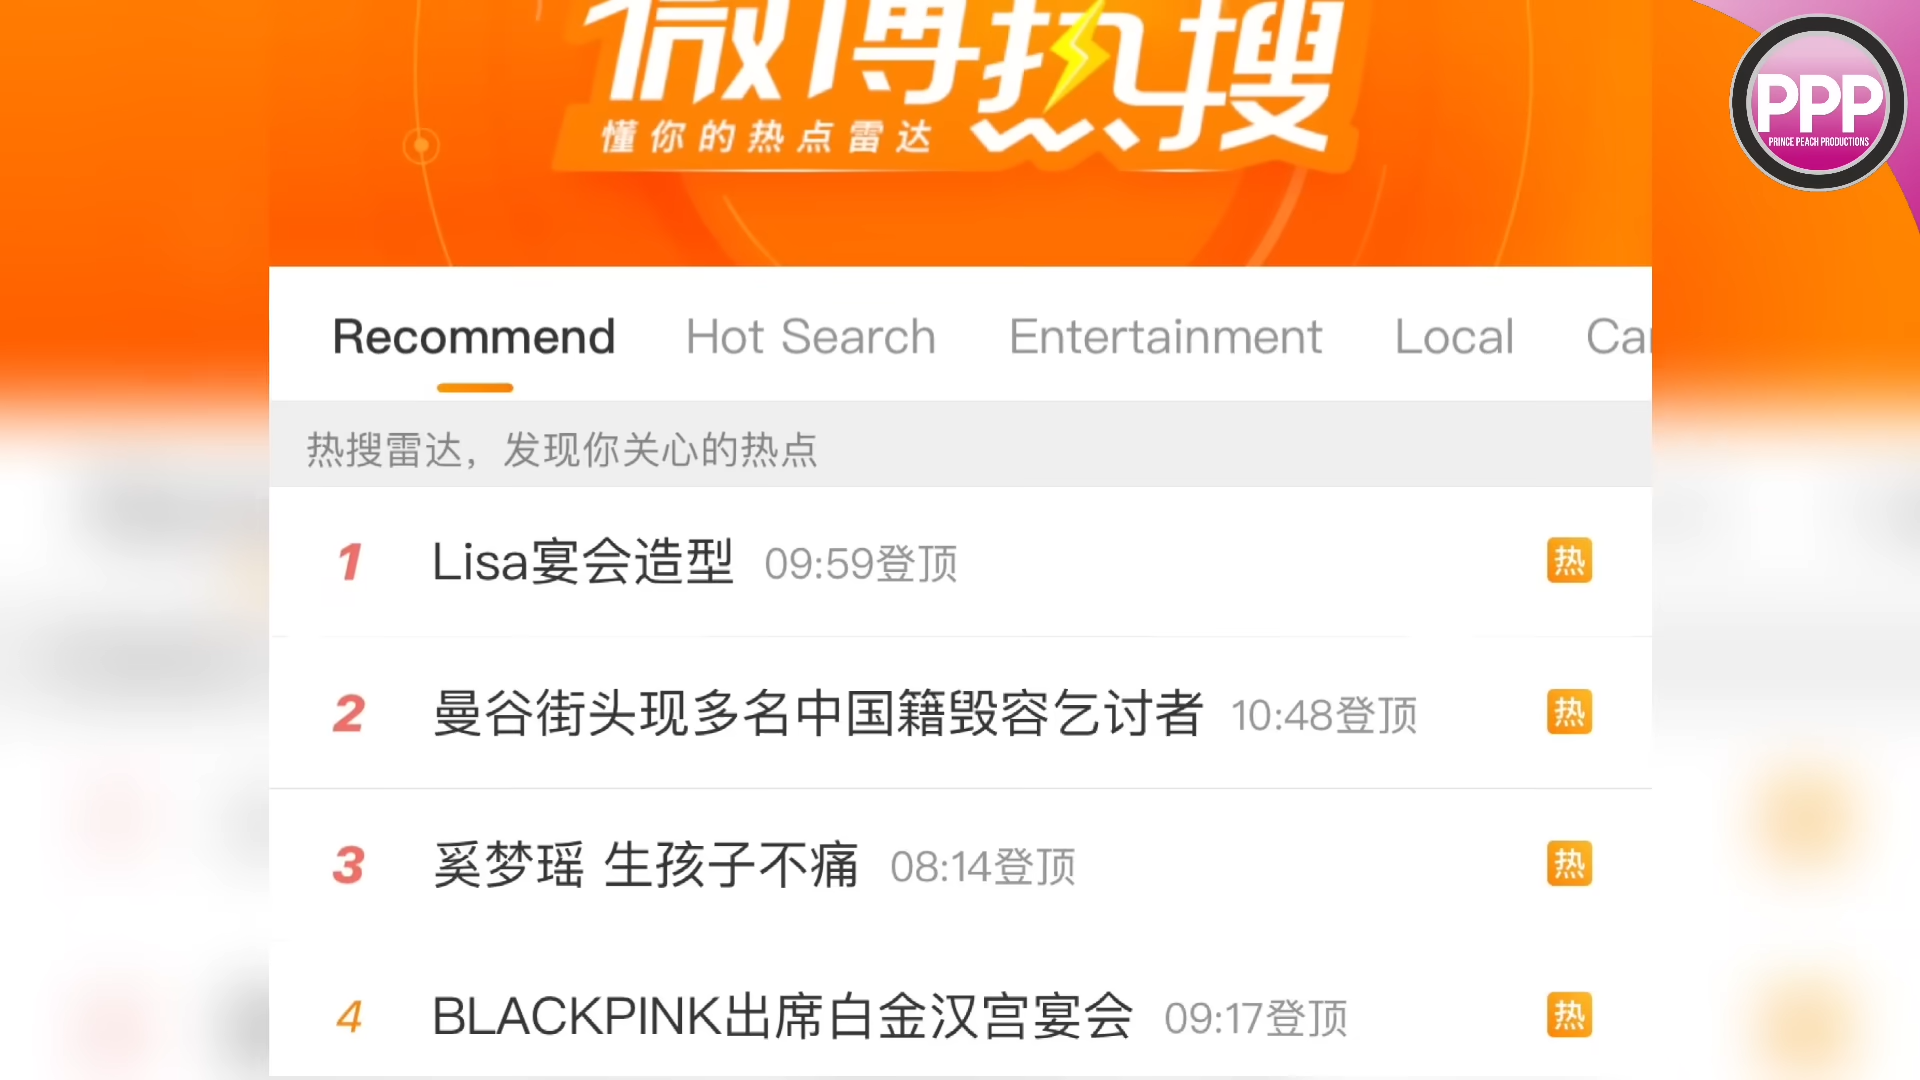 微博热搜
懂你的热点雷达
PPP
PRINCE PEACH PRODUCTIONS
Recommend Hot Search Entertainment Local Car
热搜雷达，发现你关心的热点
1 Lisa宴会造型 09:59登顶 热
2 曼谷街头现多名中国籍毁容乞讨者 10:48登顶 热
3 奚梦瑶 生孩子不痛 08:14登顶 热
4 BLACKPINK出席白金汉宫宴会 09:17登顶 热